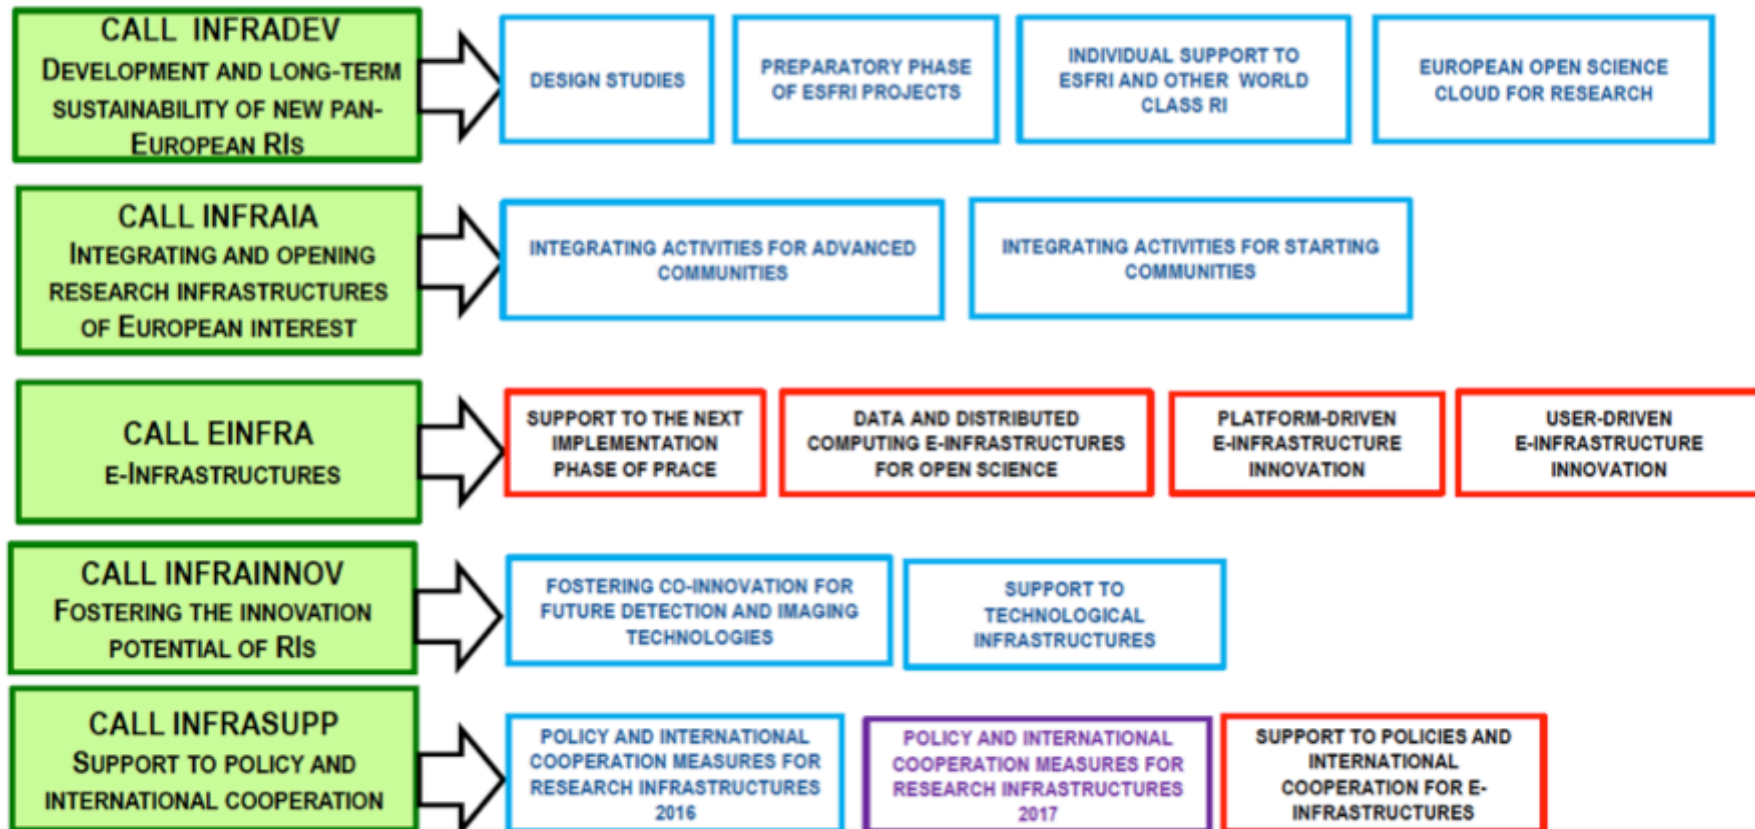 CALL INFRADEV
DEVELOPMENT AND LONG-TERM
SUSTAINABILITY OF NEW PAN-
EUROPEAN RIS
DESIGN STUDIES
PREPARATORY PHASE
OF ESFRI PROJECTS
INDIVIDUAL SUPPORT TO
ESFRI AND OTHER WORLD
CLASS RI
EUROPEAN OPEN SCIENCE
CLOUD FOR RESEARCH
CALL INFRAIA
INTEGRATING AND OPENING
RESEARCH INFRASTRUCTURES
OF EUROPEAN INTEREST
INTEGRATING ACTIVITIES FOR ADVANCED
COMMUNITIES
INTEGRATING ACTIVITIES FOR STARTING
COMMUNITIES
CALL EINFRA
E-INFRASTRUCTURES
SUPPORT TO THE NEXT
IMPLEMENTATION
PHASE OF PRACE
DATA AND DISTRIBUTED
COMPUTING E-INFRASTRUCTURES
FOR OPEN SCIENCE
PLATFORM-DRIVEN
E-INFRASTRUCTURE
INNOVATION
USER-DRIVEN
E-INFRASTRUCTURE
INNOVATION
CALL INFRAINNOV
FOSTERING THE INNOVATION
POTENTIAL OF RIS
FOSTERING CO-INNOVATION FOR
FUTURE DETECTION AND IMAGING
TECHNOLOGIES
SUPPORT TO
TECHNOLOGICAL
INFRASTRUCTURES
CALL INFRASUPP
SUPPORT TO POLICY AND
INTERNATIONAL COOPERATION
POLICY AND INTERNATIONAL
COOPERATION MEASURES FOR
RESEARCH INFRASTRUCTURES
2016
POLICY AND INTERNATIONAL
COOPERATION MEASURES FOR
RESEARCH INFRASTRUCTURES
2017
SUPPORT TO POLICIES AND
INTERNATIONAL
COOPERATION FOR E-
INFRASTRUCTURES